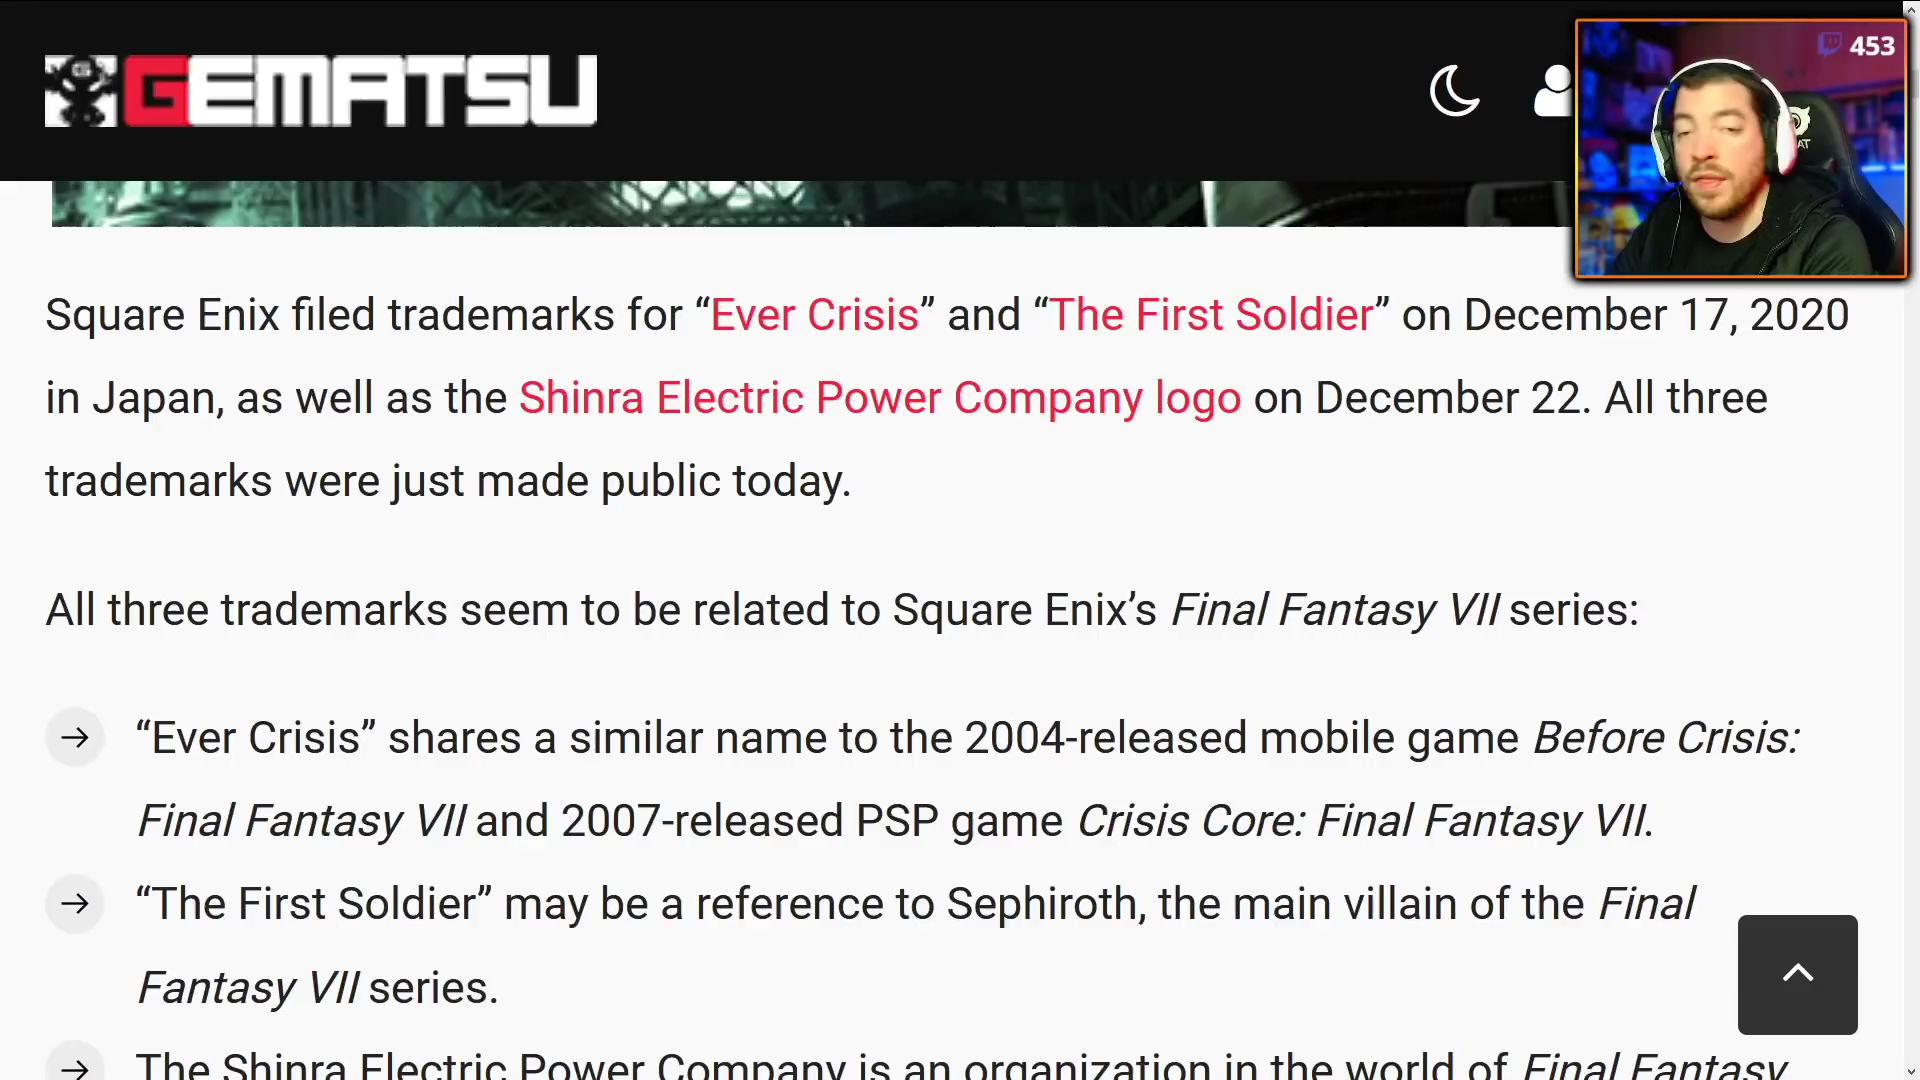 GEMATSU
453
Square Enix filed trademarks for “Ever Crisis” and “The First Soldier” on December 17, 2020
in Japan, as well as the Shinra Electric Power Company logo on December 22. All three
trademarks were just made public today.
All three trademarks seem to be related to Square Enix’s Final Fantasy VII series:
“Ever Crisis” shares a similar name to the 2004-released mobile game Before Crisis:
Final Fantasy VII and 2007-released PSP game Crisis Core: Final Fantasy VII.
“The First Soldier” may be a reference to Sephiroth, the main villain of the Final
Fantasy VII series.
The Shinra Electric Power Company is an organization in the world of Final Fantasy